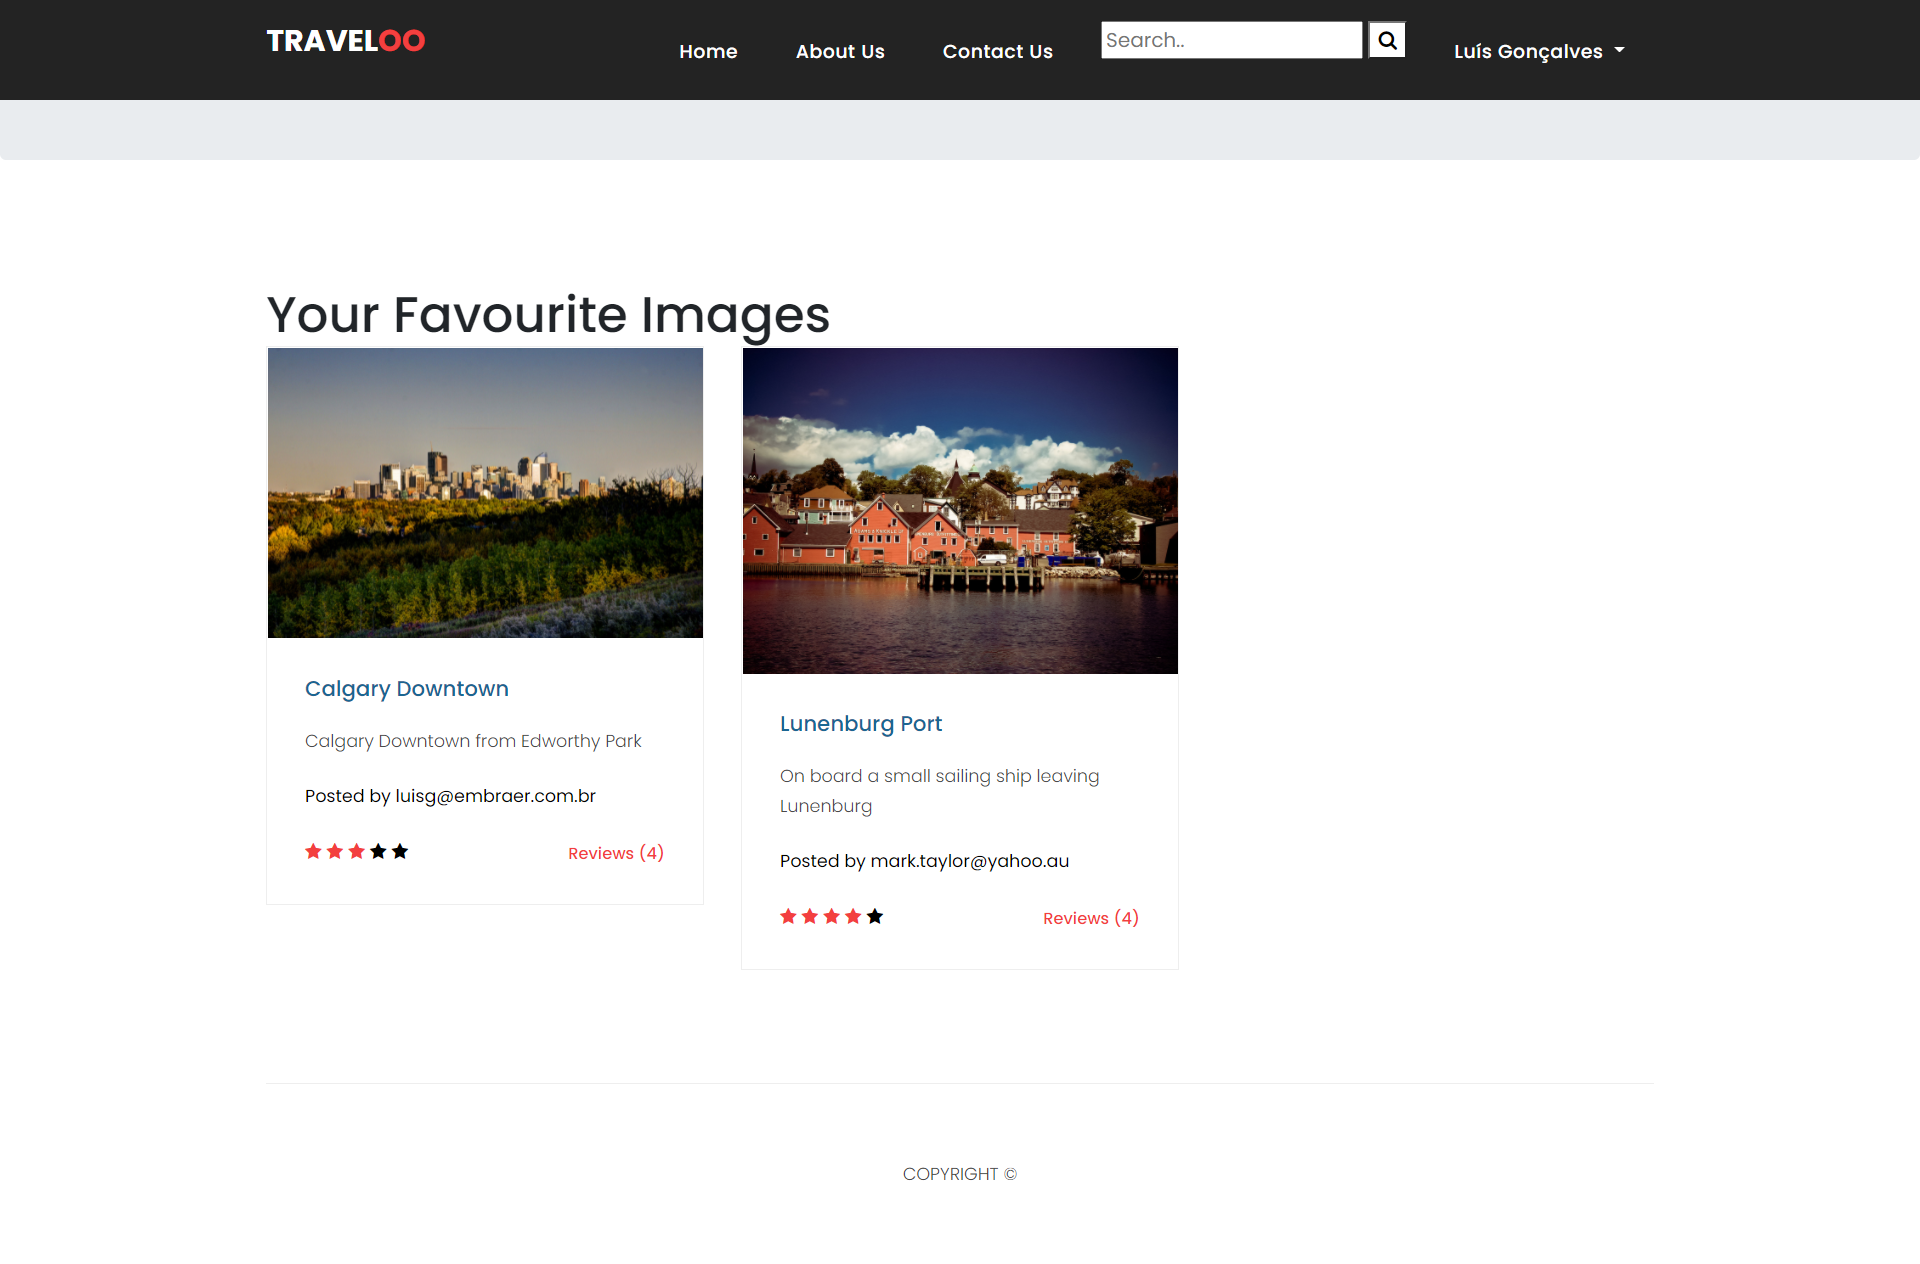 TRAVELOO
Home
About Us
Contact Us
Search..
Luís Gonçalves
Your Favourite Images
Calgary Downtown
Calgary Downtown from Edworthy Park
Posted by luisg@embraer.com.br
Reviews (4)
Lunenburg Port
On board a small sailing ship leaving
Lunenburg
Posted by mark.taylor@yahoo.au
Reviews (4)
COPYRIGHT ©